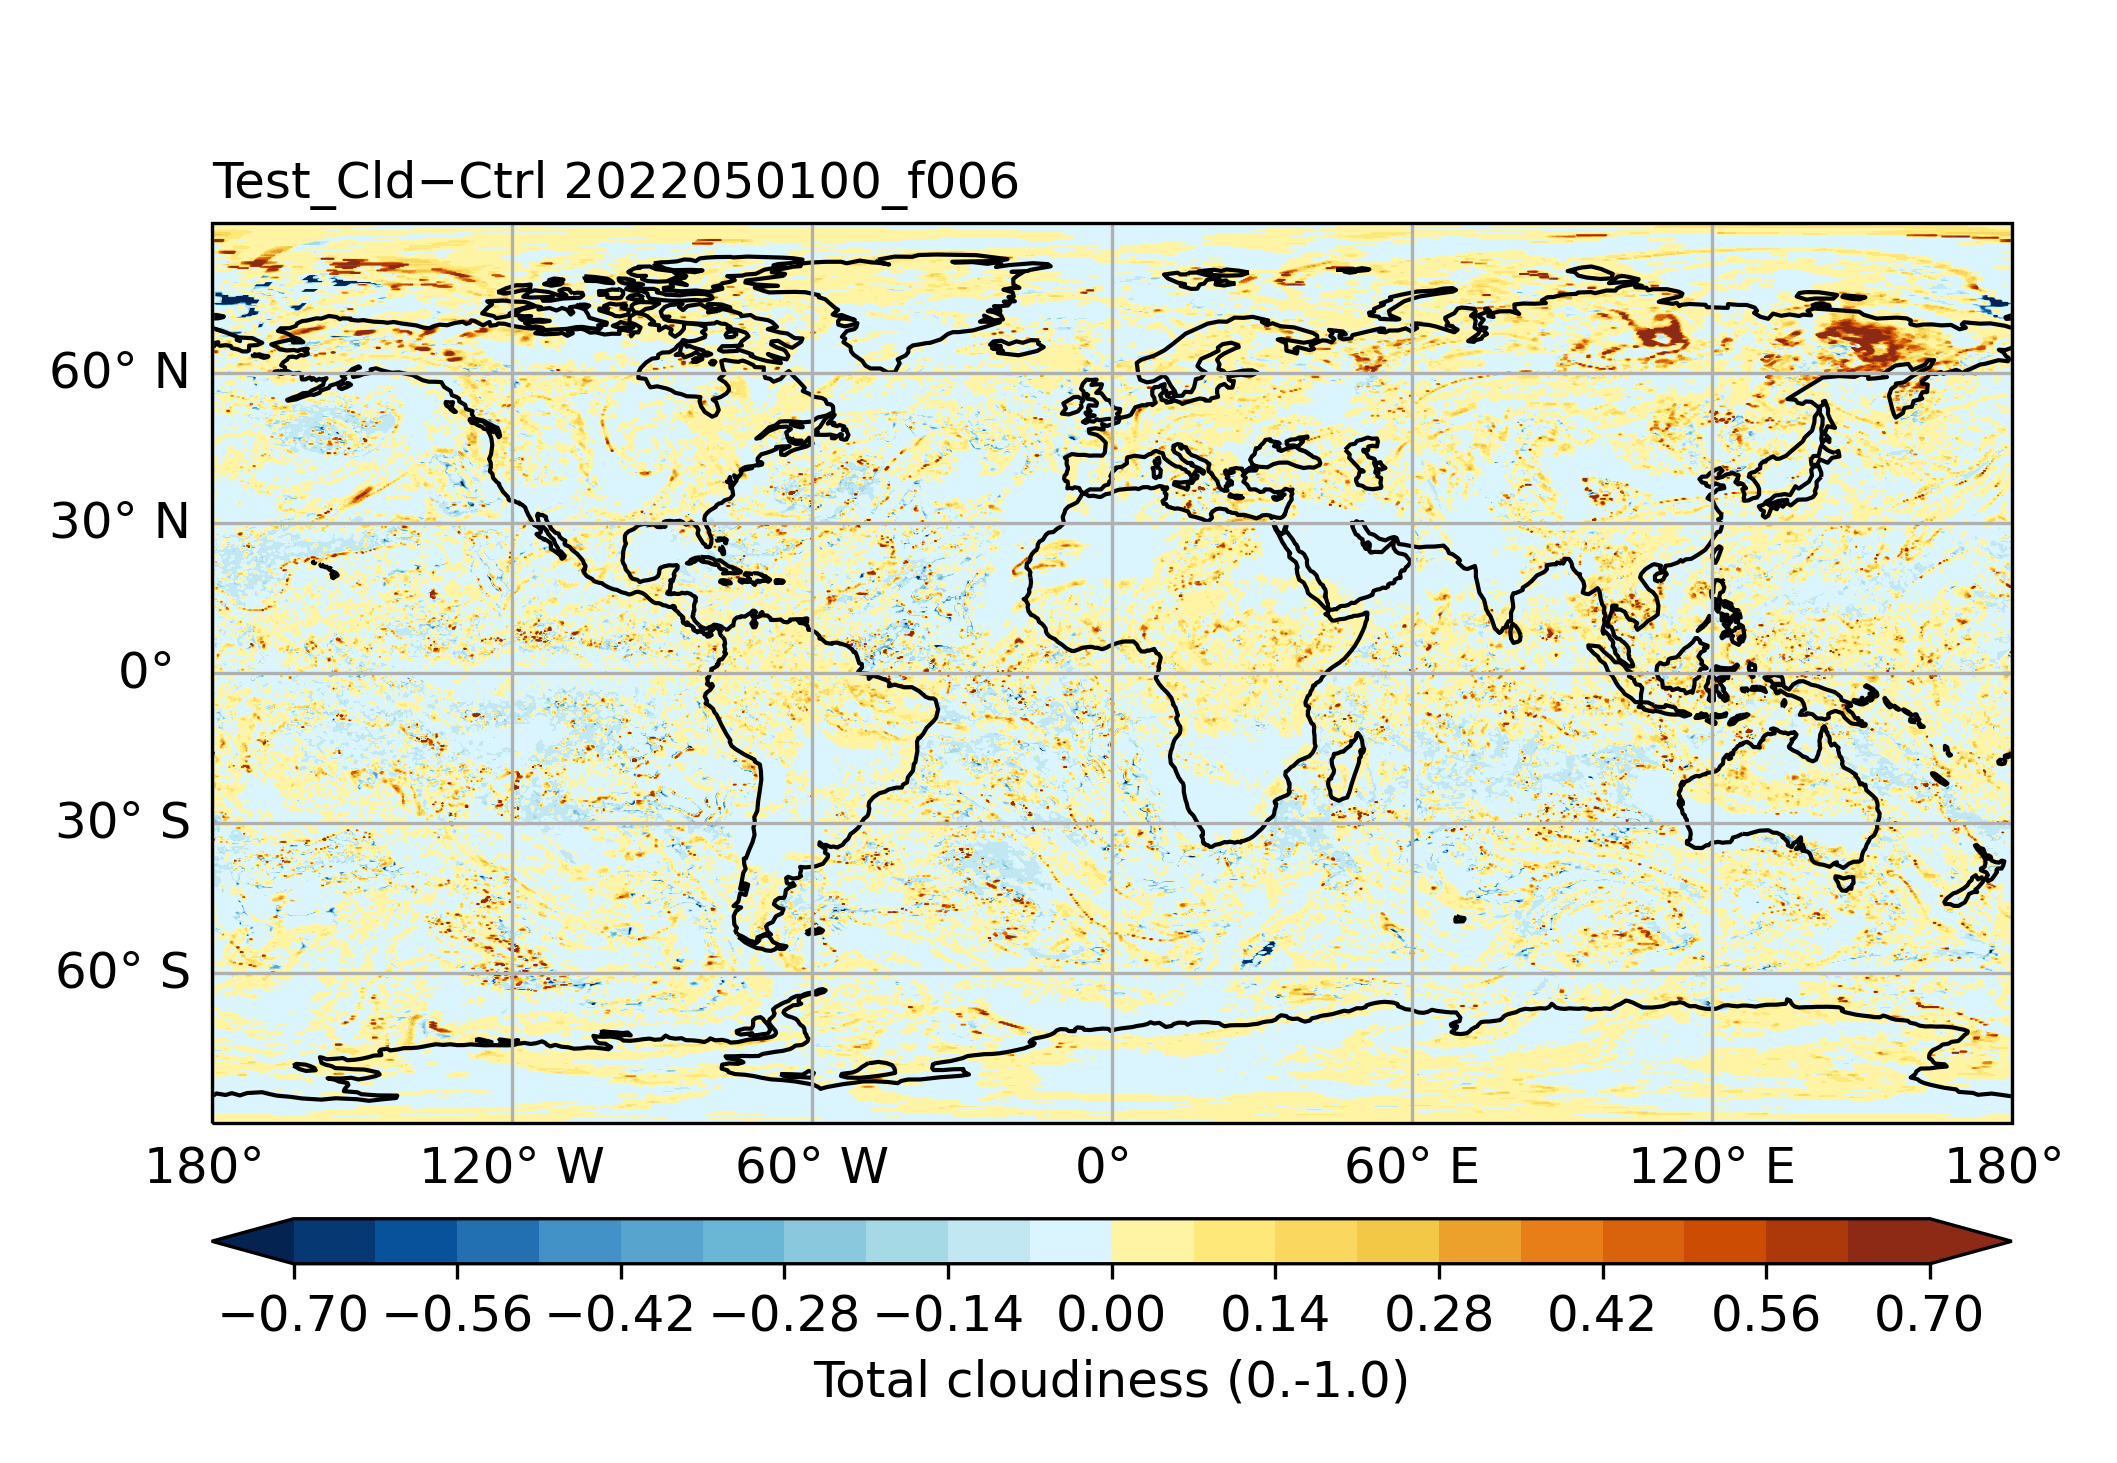 Test_Cld−Ctrl 2022050100_f006
60° N
30° N
0°
30° S
60° S
180° 120° W 60° W 0° 60° E 120° E 180°
−0.70 −0.56 −0.42 −0.28 −0.14 0.00 0.14 0.28 0.42 0.56 0.70
Total cloudiness (0.-1.0)